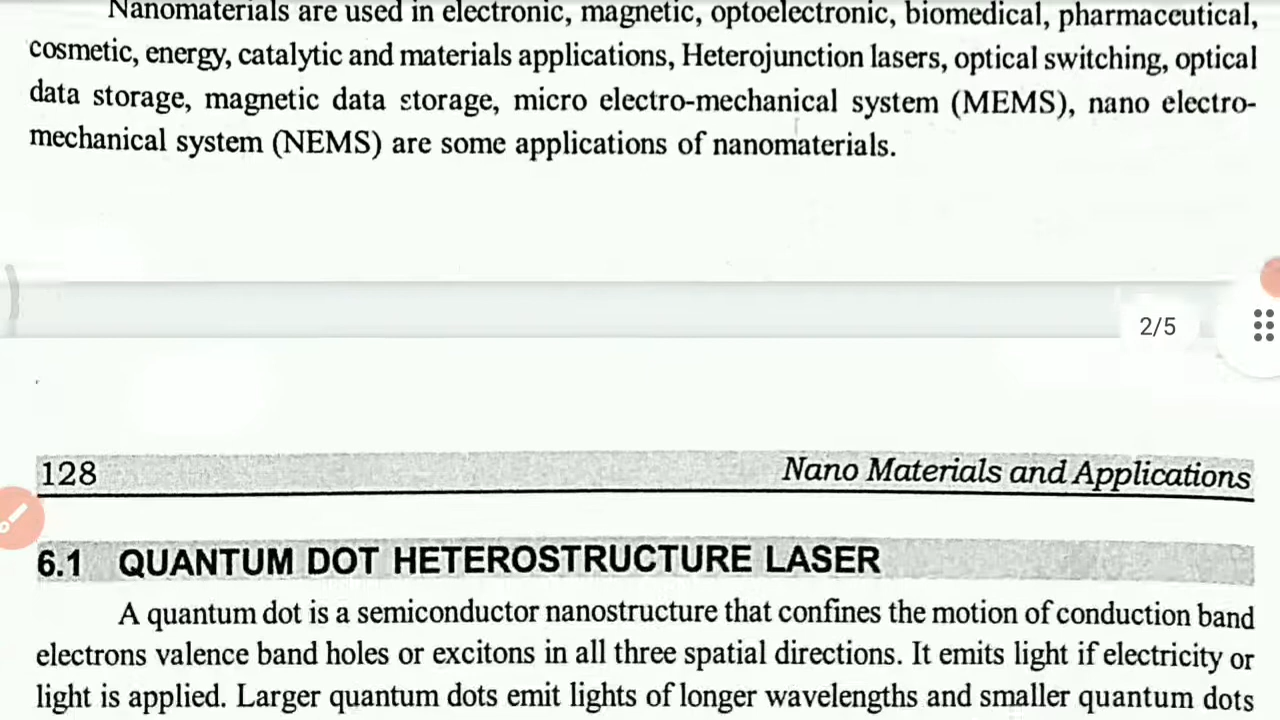 Nanomaterials are used in electronic, magnetic, optoelectronic, biomedical, pharmaceutical,
cosmetic, energy, catalytic and materials applications, Heterojunction lasers, optical switching, optical
data storage, magnetic data storage, micro electro-mechanical system (MEMS), nano electro-
mechanical system (NEMS) are some applications of nanomaterials.
2/5
128 Nano Materials and Applications
6.1 QUANTUM DOT HETEROSTRUCTURE LASER
A quantum dot is a semiconductor nanostructure that confines the motion of conduction band
electrons valence band holes or excitons in all three spatial directions. It emits light if electricity or
light is applied. Larger quantum dots emit lights of longer wavelengths and smaller quantum dots